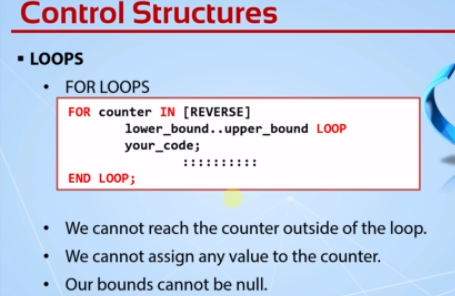 Control Structures
▪ LOOPS
• FOR LOOPS
FOR counter IN [REVERSE]
lower_bound..upper_bound LOOP
your_code;
::::::::::
END LOOP;
• We cannot reach the counter outside of the loop.
• We cannot assign any value to the counter.
• Our bounds cannot be null.